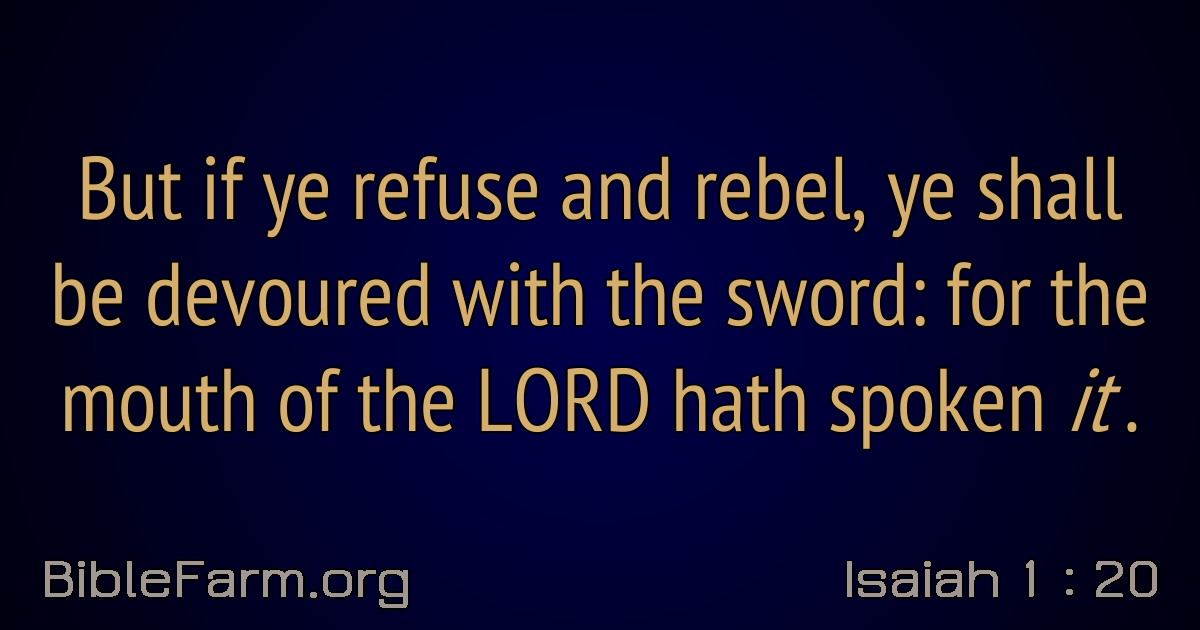 But if ye refuse and rebel, ye shall
be devoured with the sword: for the
mouth of the LORD hath spoken it.
BibleFarm.org
Isaiah 1 : 20